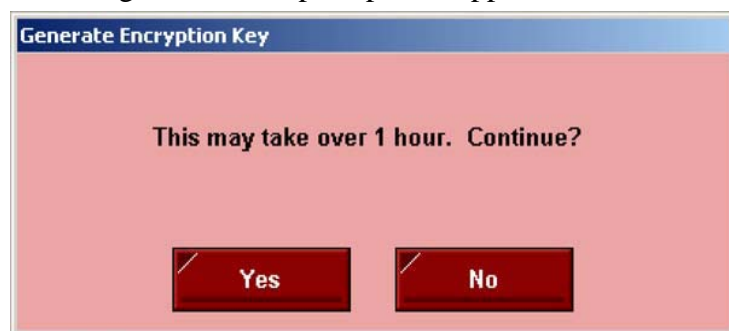 Generate Encryption Key
This may take over 1 hour. Continue?
Yes
No